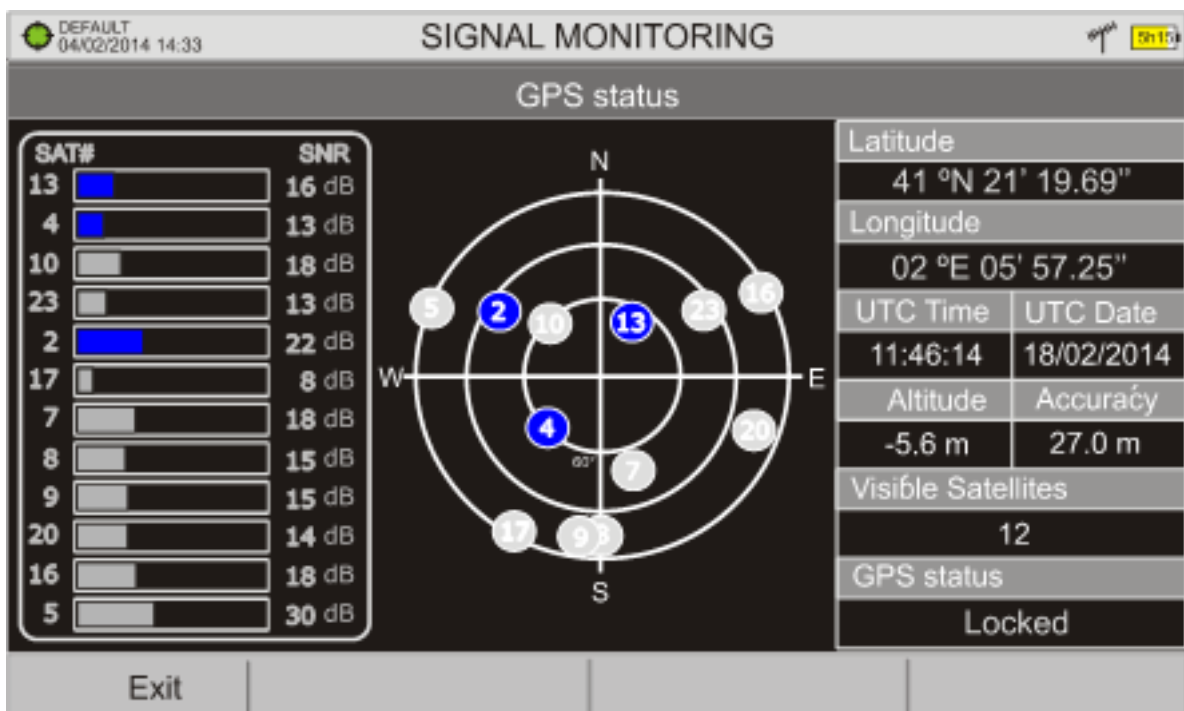 DEFAULT
04/02/2014 14:33
SIGNAL MONITORING
5h15
GPS status
SAT# SNR
13 16 dB
4 13 dB
10 18 dB
23 13 dB
2 22 dB
17 8 dB
7 18 dB
8 15 dB
9 15 dB
20 14 dB
16 18 dB
5 30 dB
N
16
5 2 10 13 23
W E
4 20
60°
7
17 9 8
S
Latitude
41 ºN 21’ 19.69”
Longitude
02 ºE 05’ 57.25”
UTC Time UTC Date
11:46:14 18/02/2014
Altitude Accuraćy
-5.6 m 27.0 m
Visible Satellites
12
GPS status
Locked
Exit